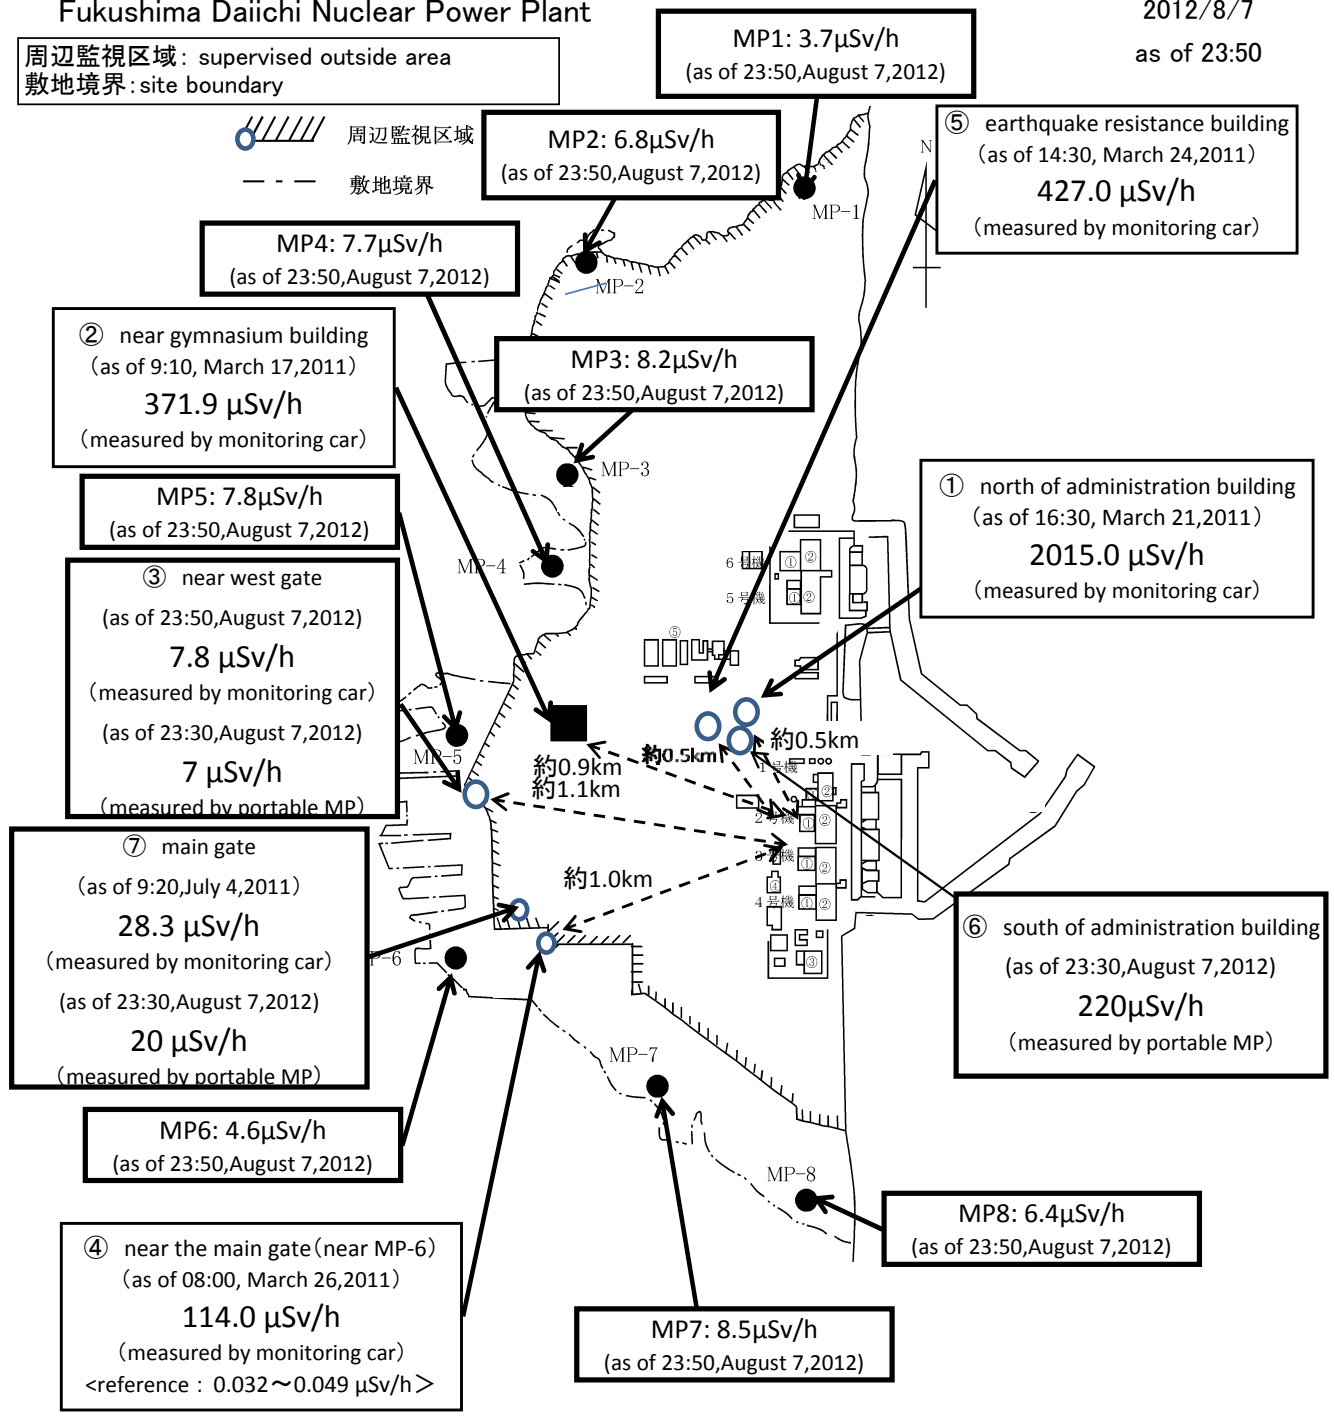 Fukushima Daiichi Nuclear Power Plant
2012/8/7
as of 23:50
周辺監視区域: supervised outside area
敷地境界:site boundary
周辺監視区域
敷地境界
MP1: 3.7μSv/h
(as of 23:50,August 7,2012)
MP2: 6.8μSv/h
(as of 23:50,August 7,2012)
⑤ earthquake resistance building
(as of 14:30, March 24,2011)
427.0 μSv/h
(measured by monitoring car)
N
MP-1
MP4: 7.7μSv/h
(as of 23:50,August 7,2012)
MP-2
② near gymnasium building
(as of 9:10, March 17,2011)
371.9 μSv/h
(measured by monitoring car)
MP3: 8.2μSv/h
(as of 23:50,August 7,2012)
MP-3
MP5: 7.8μSv/h
(as of 23:50,August 7,2012)
① north of administration building
(as of 16:30, March 21,2011)
2015.0 μSv/h
(measured by monitoring car)
MP-4
6号機
① ②
5号機
① ②
⑤
③ near west gate
(as of 23:50,August 7,2012)
7.8 μSv/h
(measured by monitoring car)
(as of 23:30,August 7,2012)
7 μSv/h
(measured by portable MP)
MP-5
約0.9km
約1.1km
約0.5km
約0.5km
1号機
②
2号機
① ②
3号機
① ②
④
4号機
① ②
③
約1.0km
⑦ main gate
(as of 9:20,July 4,2011)
28.3 μSv/h
(measured by monitoring car)
(as of 23:30,August 7,2012)
20 μSv/h
(measured by portable MP)
P-6
⑥ south of administration building
(as of 23:30,August 7,2012)
220μSv/h
(measured by portable MP)
MP-7
MP6: 4.6μSv/h
(as of 23:50,August 7,2012)
MP-8
MP8: 6.4μSv/h
(as of 23:50,August 7,2012)
④ near the main gate(near MP-6)
(as of 08:00, March 26,2011)
114.0 μSv/h
(measured by monitoring car)
<reference : 0.032～0.049 μSv/h>
MP7: 8.5μSv/h
(as of 23:50,August 7,2012)